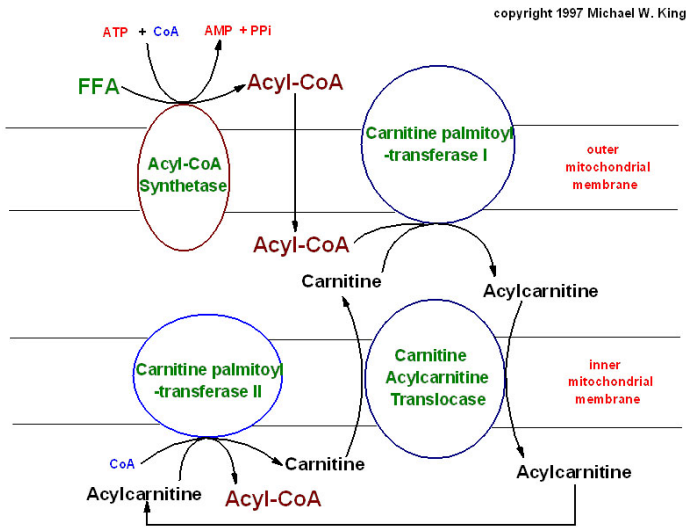 copyright 1997 Michael W. King
ATP + CoA
AMP + PPi
FFA
Acyl-CoA
Carnitine palmitoyl
-transferase I
Acyl-CoA
Synthetase
outer
mitochondrial
membrane
Acyl-CoA
Carnitine
Acylcarnitine
Carnitine palmitoyl
-transferase II
Carnitine
Acylcarnitine
Translocase
inner
mitochondrial
membrane
CoA
Carnitine
Acylcarnitine
Acyl-CoA
Acylcarnitine